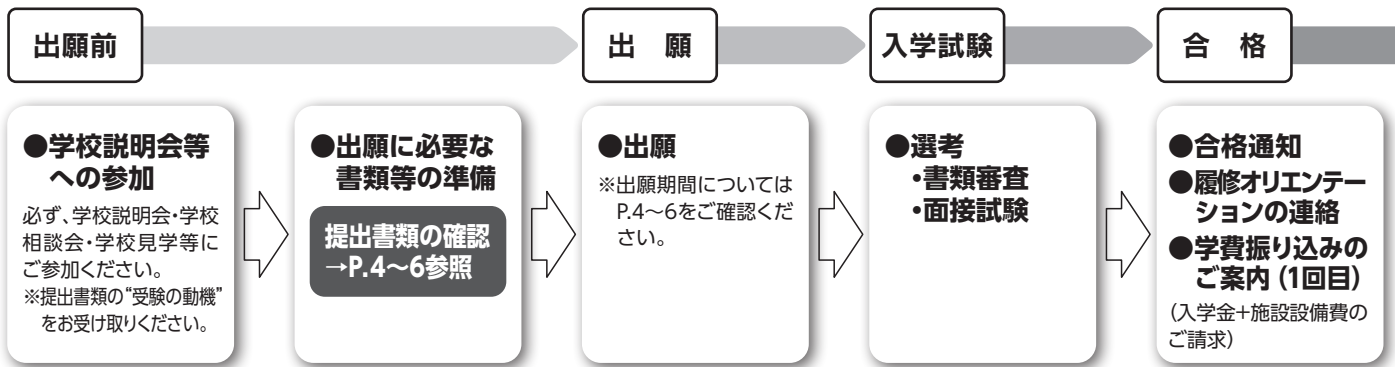 出願前
出　願
入学試験
合　格
●学校説明会等
への参加
必ず、学校説明会・学校
相談会・学校見学等に
ご参加ください。
※提出書類の“受験の動機”
をお受け取りください。
●出願に必要な
書類等の準備
提出書類の確認
→P.4～6参照
●出願
※出願期間については
P.4～6をご確認くだ
さい。
●選考
・書類審査
・面接試験
●合格通知
●履修オリエンテー
ションの連絡
●学費振り込みの
ご案内（1回目）
（入学金+施設設備費の
ご請求）